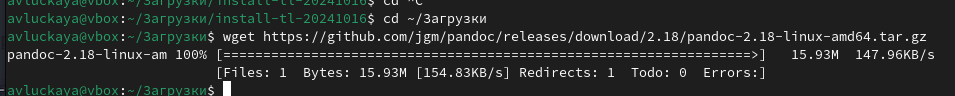 avluckaya@vbox:~/Загрузки/install-tl-20241016$ cd ^C
avluckaya@vbox:~/Загрузки/install-tl-20241016$ cd ~/Загрузки
avluckaya@vbox:~/Загрузки$ wget https://github.com/jgm/pandoc/releases/download/2.18/pandoc-2.18-linux-amd64.tar.gz
pandoc-2.18-linux-am 100% [=============================================================================>] 15.93M 147.96KB/s
[Files: 1 Bytes: 15.93M [154.83KB/s] Redirects: 1 Todo: 0 Errors:]
avluckaya@vbox:~/Загрузки$